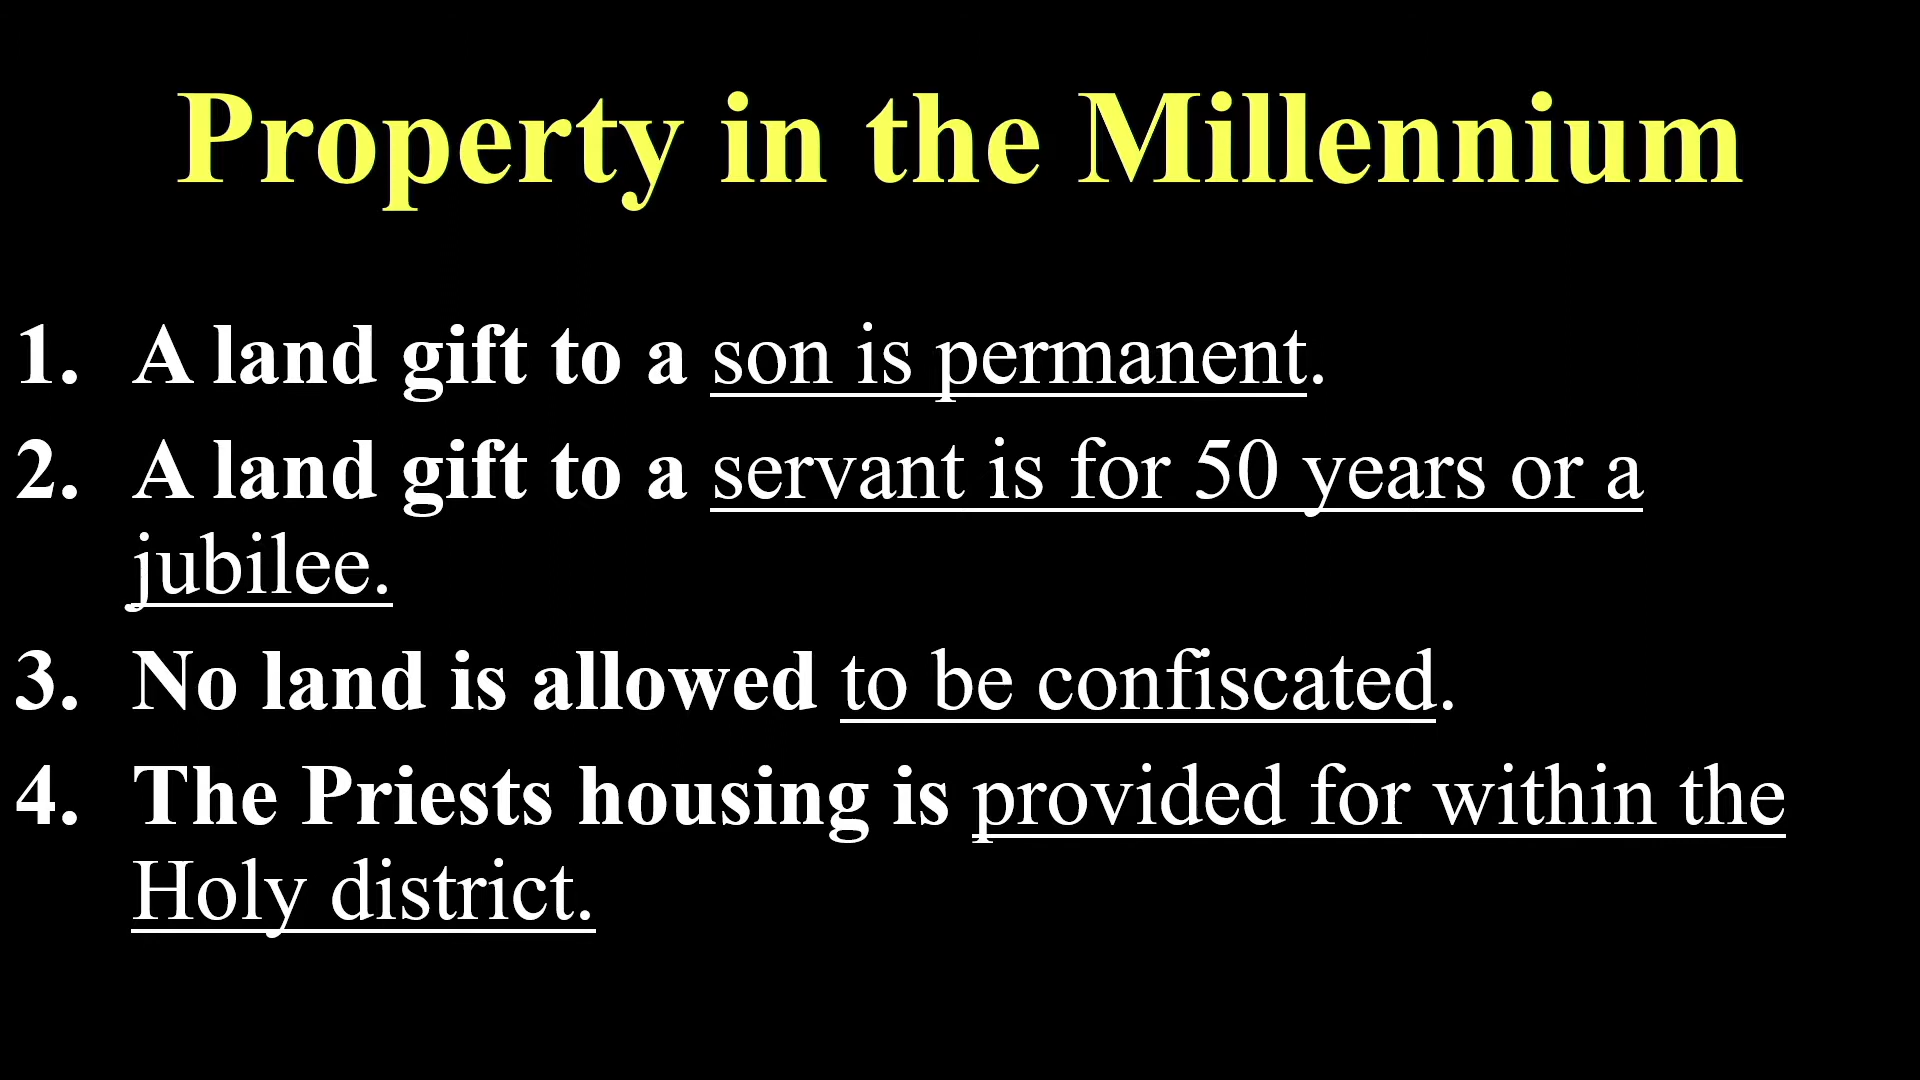 Property in the Millennium
1. A land gift to a son is permanent.
2. A land gift to a servant is for 50 years or a
jubilee.
3. No land is allowed to be confiscated.
4. The Priests housing is provided for within the
Holy district.